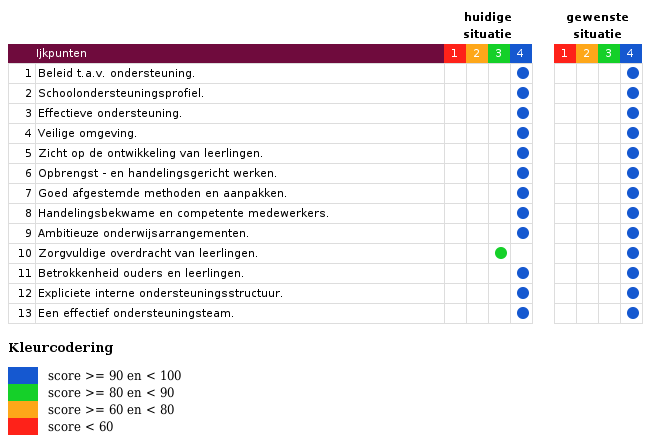 huidige situatie gewenste situatie
Ijkpunten 1 2 3 4 1 2 3 4
1 Beleid t.a.v. ondersteuning.
2 Schoolondersteuningsprofiel.
3 Effectieve ondersteuning.
4 Veilige omgeving.
5 Zicht op de ontwikkeling van leerlingen.
6 Opbrengst - en handelingsgericht werken.
7 Goed afgestemde methoden en aanpakken.
8 Handelingsbekwame en competente medewerkers.
9 Ambitieuze onderwijsarrangementen.
10 Zorgvuldige overdracht van leerlingen.
11 Betrokkenheid ouders en leerlingen.
12 Expliciete interne ondersteuningsstructuur.
13 Een effectief ondersteuningsteam.
Kleurcodering
score >= 90 en < 100
score >= 80 en < 90
score >= 60 en < 80
score < 60